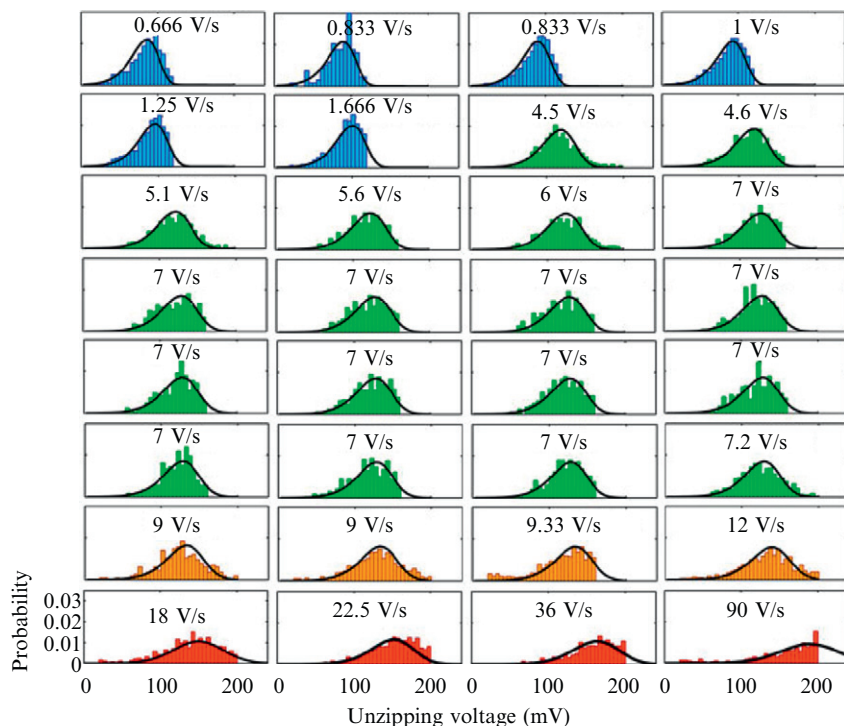 0.666 V/s 0.833 V/s 0.833 V/s 1 V/s
1.25 V/s 1.666 V/s 4.5 V/s 4.6 V/s
5.1 V/s 5.6 V/s 6 V/s 7 V/s
7 V/s 7 V/s 7 V/s 7 V/s
7 V/s 7 V/s 7 V/s 7 V/s
7 V/s 7 V/s 7 V/s 7.2 V/s
9 V/s 9 V/s 9.33 V/s 12 V/s
Probability
0.03
0.02
0.01
0
18 V/s 22.5 V/s 36 V/s 90 V/s
0 100 200 0 100 200 0 100 200 0 100 200
Unzipping voltage (mV)